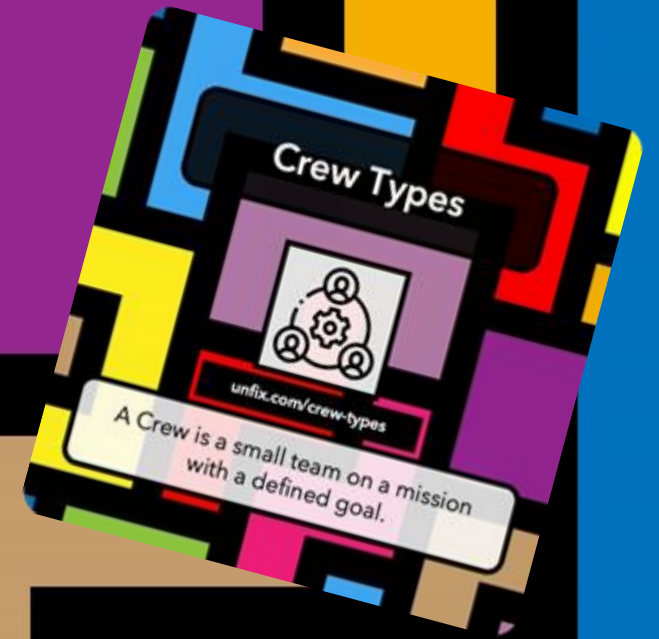 Crew Types
unfix.com/crew-types
A Crew is a small team on a mission
with a defined goal.